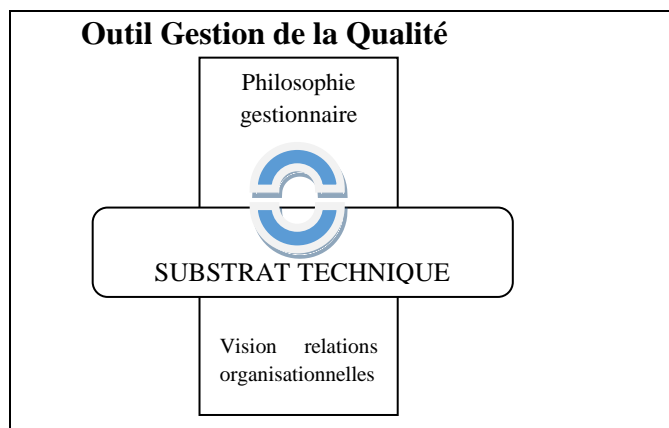 Outil Gestion de la Qualité
Philosophie
gestionnaire
SUBSTRAT TECHNIQUE
Vision relations
organisationnelles